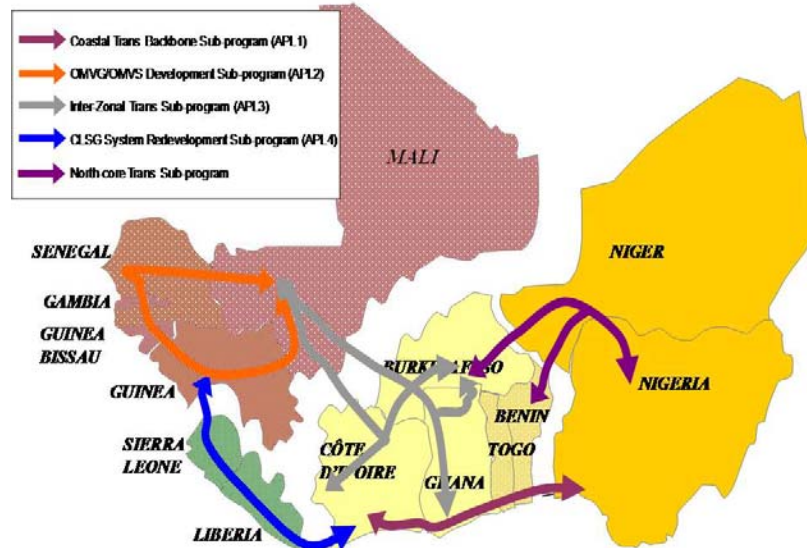 Coastal Trans Backbone Sub-program (APL1)
OMVG/OMVS Development Sub-program (APL2)
Inter-Zonal Trans Sub-program (APL3)
CLSG System Redevelopment Sub-program (APL4)
North-core Trans Sub-program
MALI
SENEGAL
NIGER
GAMBIA
GUINEA
BISSAU
BURKINA FASO
NIGERIA
GUINEA
BENIN
SIERRA
LEONE
CÔTE
D'IVOIRE
TOGO
GHANA
LIBERIA